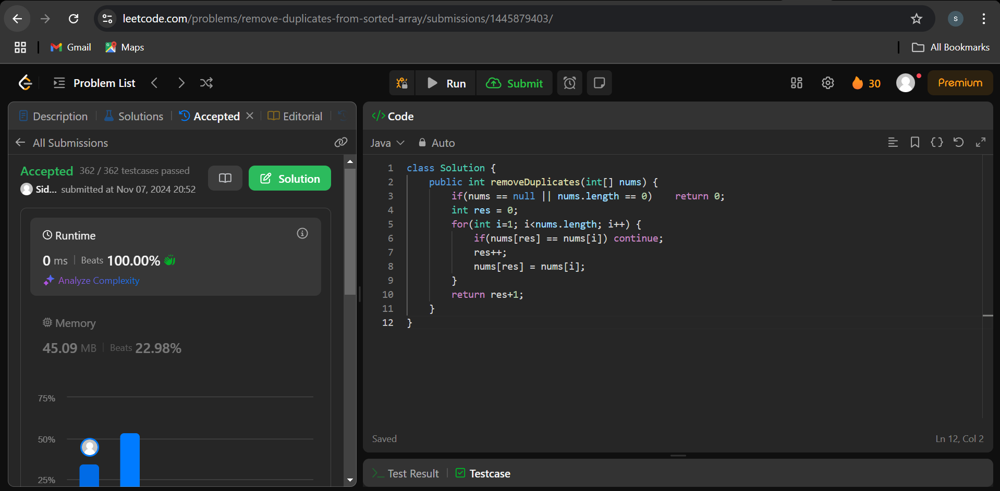 leetcode.com/problems/remove-duplicates-from-sorted-array/submissions/1445879403/
s
Gmail Maps All Bookmarks
Problem List Run Submit 30 Premium
Description Solutions Accepted Editorial
All Submissions
Accepted 362 / 362 testcases passed
Sid... submitted at Nov 07, 2024 20:52
Solution
Runtime
0 ms Beats 100.00%
Analyze Complexity
Memory
45.09 MB Beats 22.98%
75%
50%
25%
</> Code
Java Auto
1 class Solution {
2 public int removeDuplicates(int[] nums) {
3 if(nums == null || nums.length == 0) return 0;
4 int res = 0;
5 for(int i=1; i<nums.length; i++) {
6 if(nums[res] == nums[i]) continue;
7 res++;
8 nums[res] = nums[i];
9 }
10 return res+1;
11 }
12 }
Saved Ln 12, Col 2
Test Result Testcase